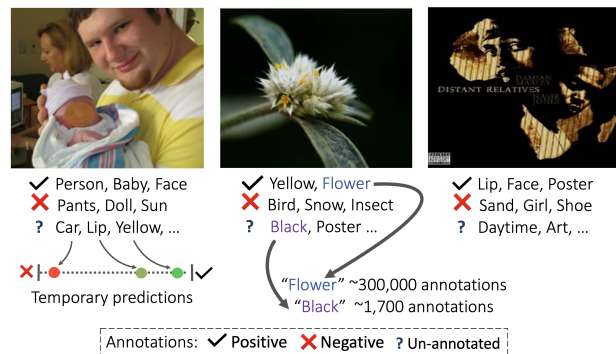 DAMIAN
MARLEY
DISTANT RELATIVES
NASIR
JONES
✓ Person, Baby, Face
✗ Pants, Doll, Sun
? Car, Lip, Yellow, ...
✓ Yellow, Flower
✗ Bird, Snow, Insect
? Black, Poster ...
✓ Lip, Face, Poster
✗ Sand, Girl, Shoe
? Daytime, Art, ...
Temporary predictions
“Flower” ~300,000 annotations
“Black” ~1,700 annotations
Annotations: ✓ Positive ✗ Negative ? Un-annotated